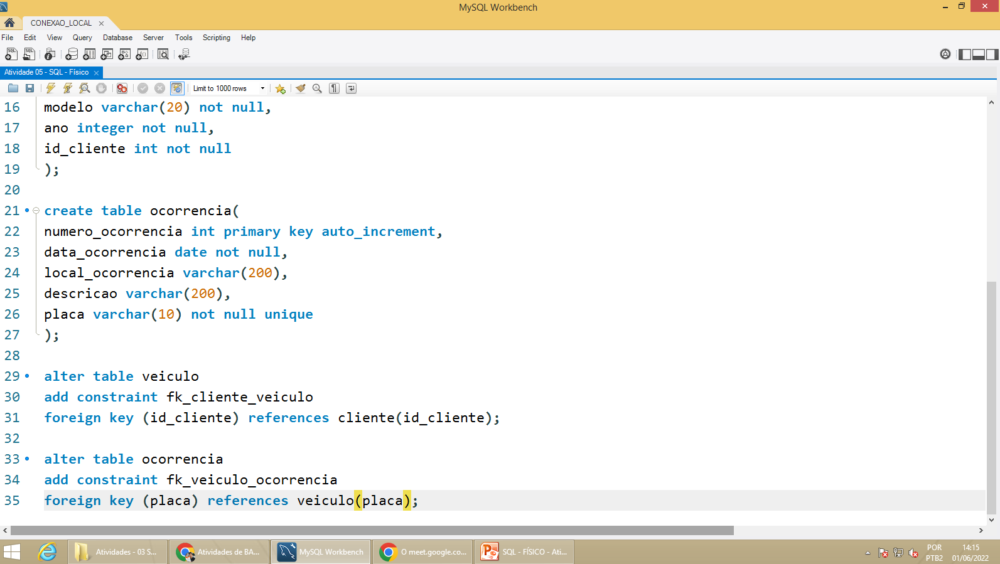 MySQL Workbench
CONEXAO_LOCAL
File Edit View Query Database Server Tools Scripting Help
Atividade 05 - SQL - Físico
Limit to 1000 rows
16 modelo varchar(20) not null,
17 ano integer not null,
18 id_cliente int not null
19 );
20
21 create table ocorrencia(
22 numero_ocorrencia int primary key auto_increment,
23 data_ocorrencia date not null,
24 local_ocorrencia varchar(200),
25 descricao varchar(200),
26 placa varchar(10) not null unique
27 );
28
29 alter table veiculo
30 add constraint fk_cliente_veiculo
31 foreign key (id_cliente) references cliente(id_cliente);
32
33 alter table ocorrencia
34 add constraint fk_veiculo_ocorrencia
35 foreign key (placa) references veiculo(placa);
Atividades - 03 S... Atividades de BA... MySQL Workbench O meet.google.co... SQL - FÍSICO - Ati... POR 14:15
PTB2 01/06/2022